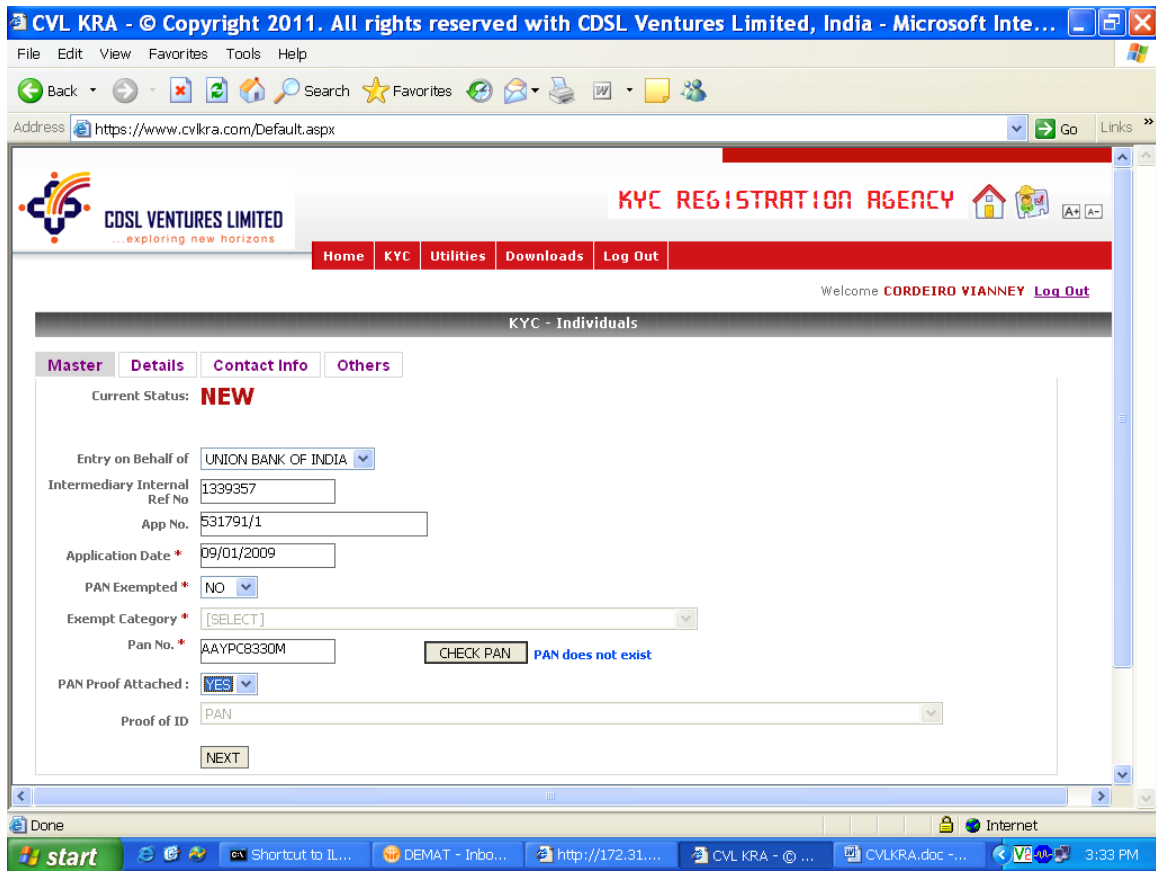 CVL KRA - © Copyright 2011. All rights reserved with CDSL Ventures Limited, India - Microsoft Inte...
File Edit View Favorites Tools Help
Back Search Favorites
Address https://www.cvlkra.com/Default.aspx Go Links »
CDSL VENTURES LIMITED
...exploring new horizons
KYC REGISTRATION AGENCY A+ A-
Home KYC Utilities Downloads Log Out
Welcome CORDEIRO VIANNEY Log Out
KYC - Individuals
Master Details Contact Info Others
Current Status: NEW
Entry on Behalf of UNION BANK OF INDIA
Intermediary Internal
Ref No 1339357
App No. 531791/1
Application Date * 09/01/2009
PAN Exempted * NO
Exempt Category * [SELECT]
Pan No. * AAYPC8330M CHECK PAN PAN does not exist
PAN Proof Attached : YES
Proof of ID PAN
NEXT
Done Internet
start Shortcut to IL... DEMAT - Inbo... http://172.31.... CVL KRA - © ... CVLKRA.doc -... 3:33 PM